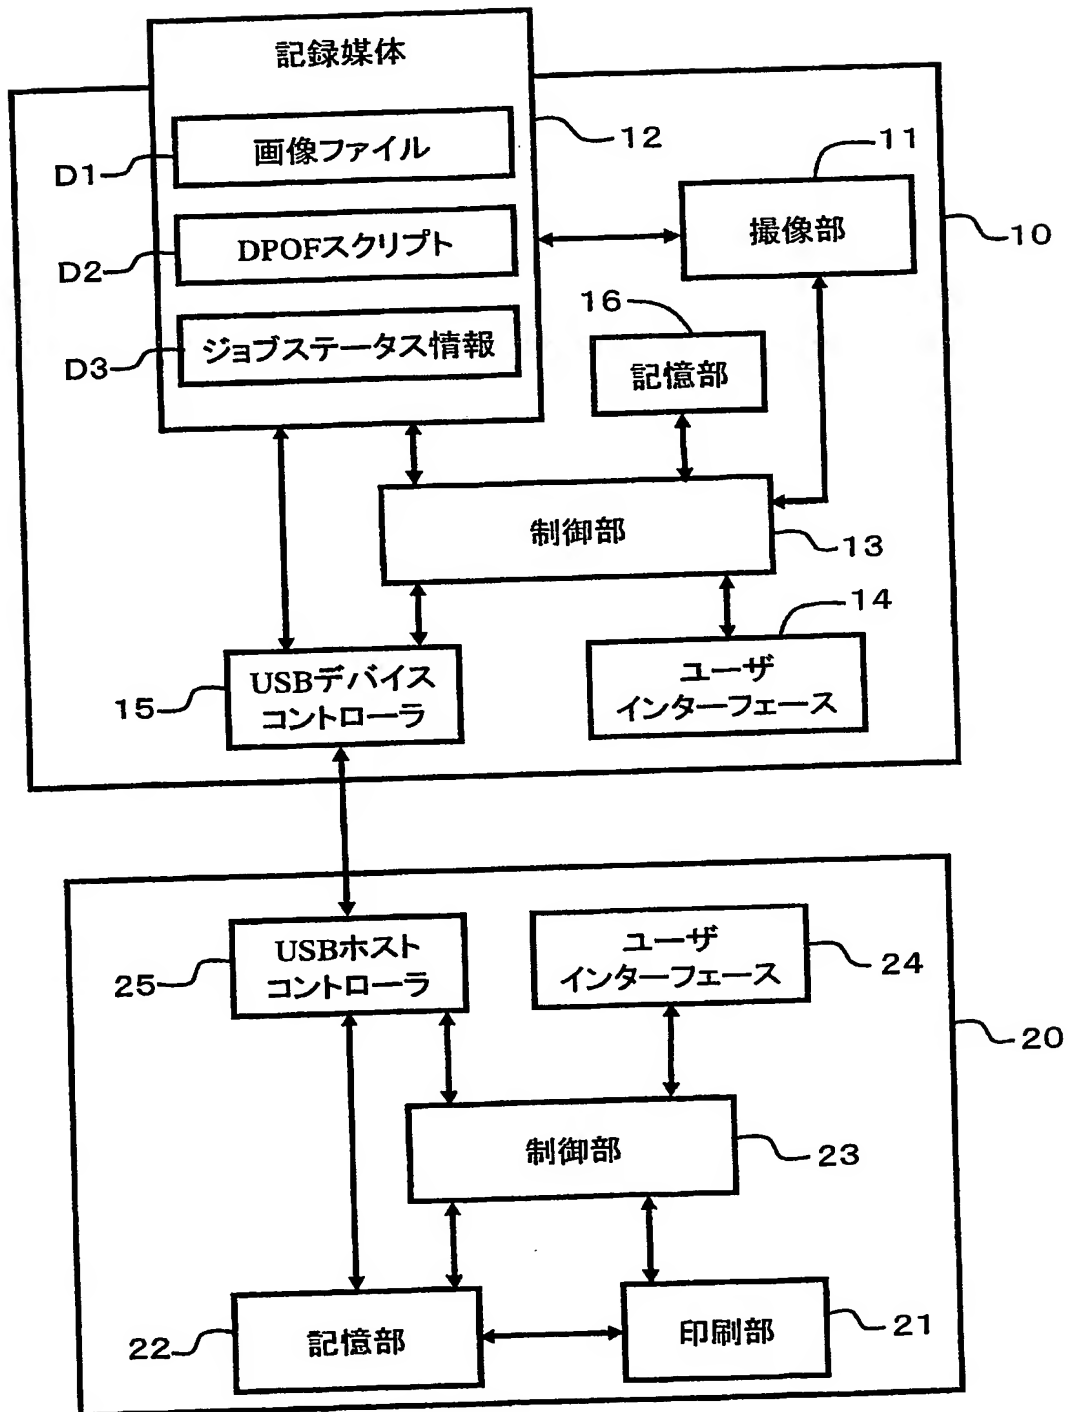 記録媒体
画像ファイル
D1
DPOFスクリプト
D2
ジョブステータス情報
D3
12
11
撮像部
10
16
記憶部
制御部
13
14
ユーザ
インターフェース
USBデバイス
コントローラ
15
USBホスト
コントローラ
25
ユーザ
インターフェース
24
20
制御部
23
記憶部
22
印刷部
21